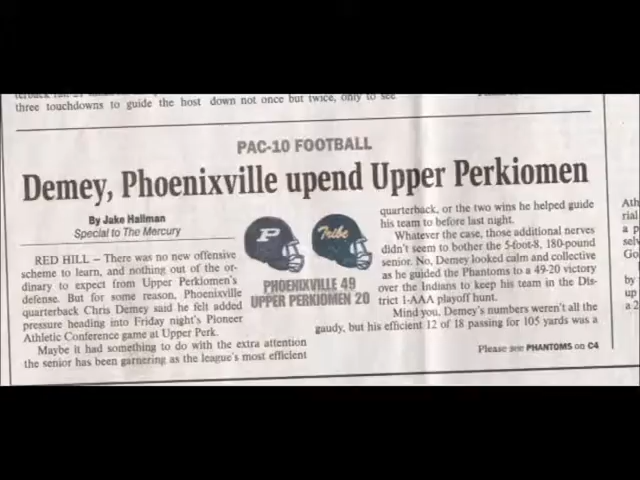 three touchdowns to guide the host
down not once but twice, only to see
PAC-10 FOOTBALL
Demey, Phoenixville upend Upper Perkiomen
By Jake Hallman
Special to The Mercury
RED HILL – There was no new offensive
scheme to learn, and nothing out of the or-
dinary to expect from Upper Perkiomen's
defense. But for some reason, Phoenixville
quarterback Chris Demey said he felt added
pressure heading into Friday night's Pioneer
Athletic Conference game at Upper Perk.
Maybe it had something to do with the extra attention
the senior has been garnering as the league's most efficient
P
Tribe
PHOENIXVILLE 49
UPPER PERKIOMEN 20
quarterback, or the two wins he helped guide
his team to before last night.
Whatever the case, those additional nerves
didn't seem to bother the 5-foot-8, 180-pound
senior. No, Demey looked calm and collective
as he guided the Phantoms to a 49-20 victory
over the Indians to keep his team in the Dis-
trict 1-AAA playoff hunt.
Mind you, Demey's numbers weren't all the
gaudy, but his efficient 12 of 18 passing for 105 yards was a
Please see PHANTOMS on C4
Ath
rial
a p
sel
Go
by
up
a 2